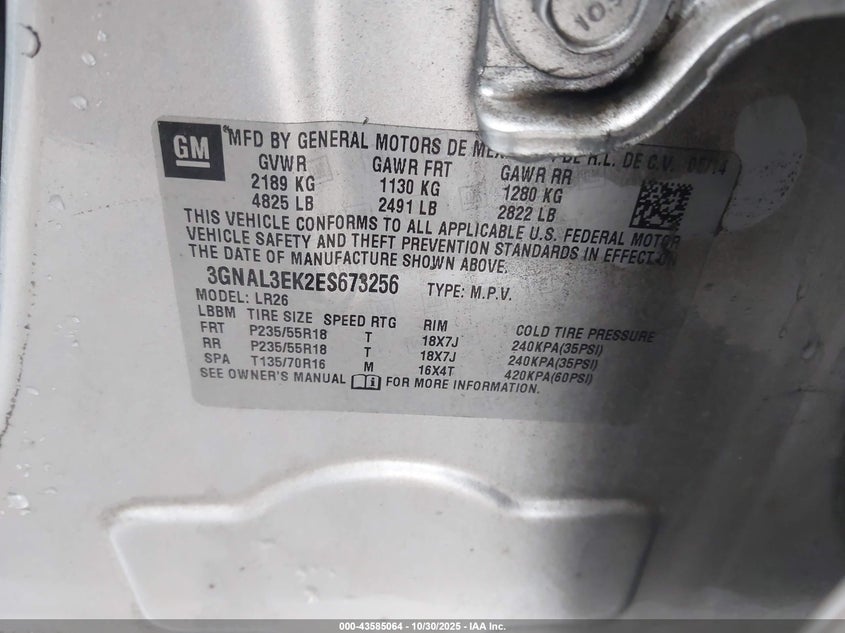 109
GM
MFD BY GENERAL MOTORS DE DE R.L. DE C.V. 05/14
GVWR GAWR FRT GAWR RR
2189 KG 1130 KG 1280 KG
4825 LB 2491 LB 2822 LB
THIS VEHICLE CONFORMS TO ALL APPLICABLE U.S. FEDERAL MOTOR
VEHICLE SAFETY AND THEFT PREVENTION STANDARDS IN EFFECT ON
THE DATE OF MANUFACTURE SHOWN ABOVE.
3GNAL3EK2ES673256 TYPE: M.P.V.
MODEL: LR26
LBBM TIRE SIZE SPEED RTG RIM COLD TIRE PRESSURE
FRT P235/55R18 T 18X7J 240KPA(35PSI)
RR P235/55R18 T 18X7J 240KPA(35PSI)
SPA T135/70R16 M 16X4T 420KPA(60PSI)
SEE OWNER'S MANUAL FOR MORE INFORMATION.
000-43585064 - 10/30/2025 - IAA Inc.